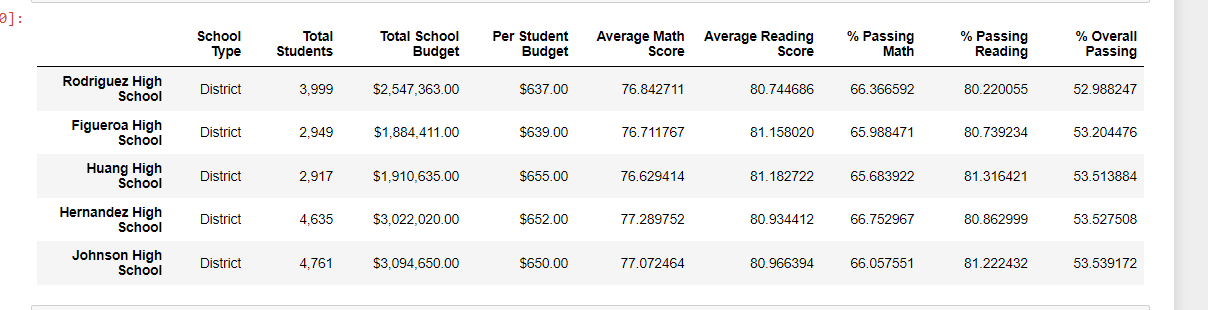 0]:
School Type Total Students Total School Budget Per Student Budget Average Math Score Average Reading Score % Passing Math % Passing Reading % Overall Passing
Rodriguez High School District 3,999 $2,547,363.00 $637.00 76.842711 80.744686 66.366592 80.220055 52.988247
Figueroa High School District 2,949 $1,884,411.00 $639.00 76.711767 81.158020 65.988471 80.739234 53.204476
Huang High School District 2,917 $1,910,635.00 $655.00 76.629414 81.182722 65.683922 81.316421 53.513884
Hernandez High School District 4,635 $3,022,020.00 $652.00 77.289752 80.934412 66.752967 80.862999 53.527508
Johnson High School District 4,761 $3,094,650.00 $650.00 77.072464 80.966394 66.057551 81.222432 53.539172